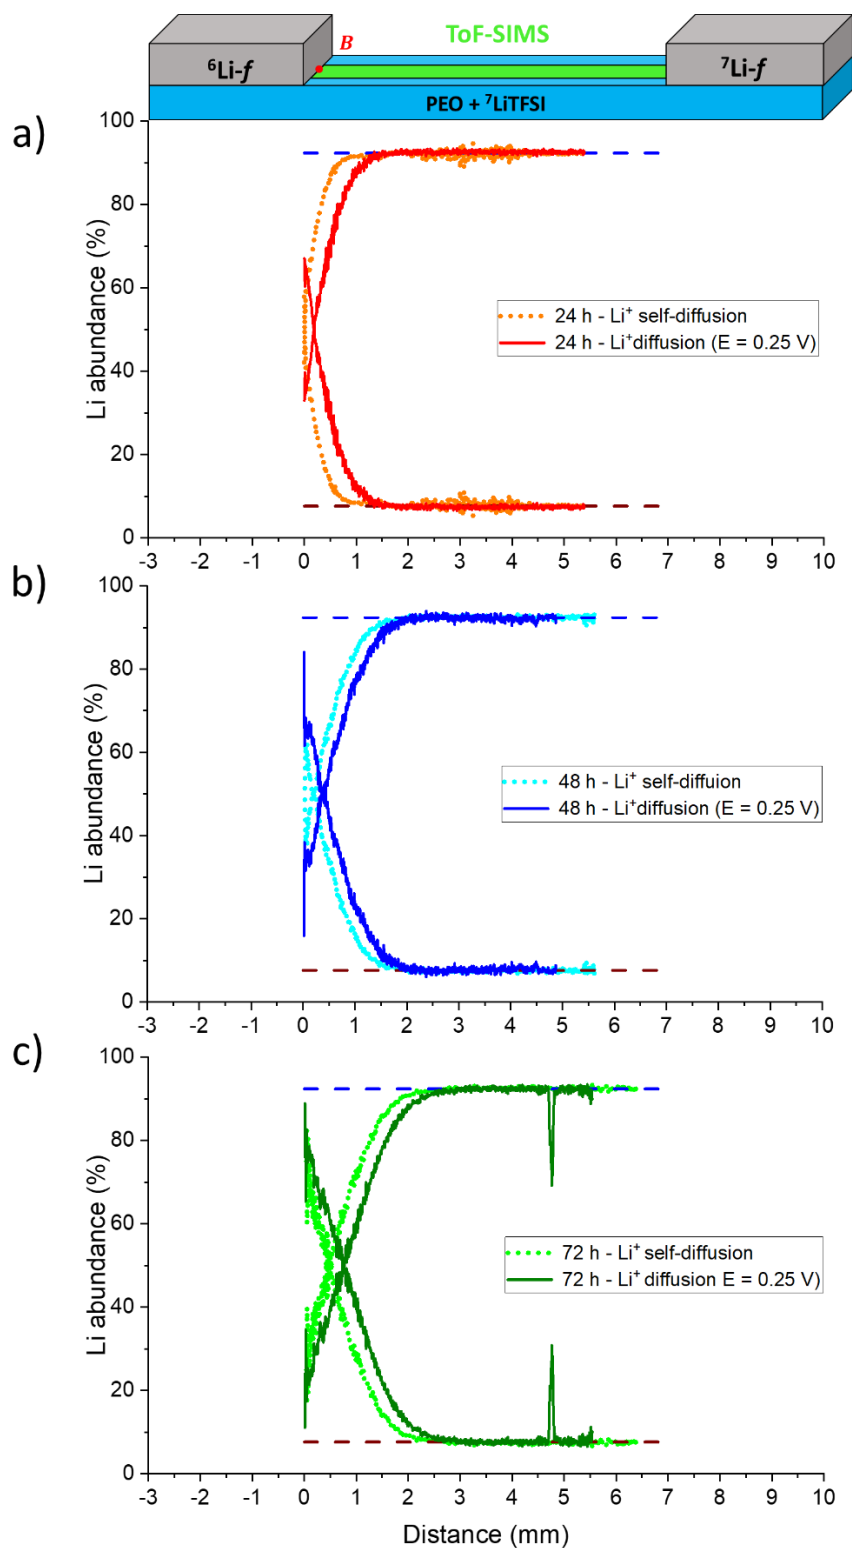 ToF-SIMS
B
⁶Li-f
⁷Li-f
PEO + ⁷LiTFSI
a)
100
80
60
40
20
0
Li abundance (%)
24 h - Li⁺ self-diffusion
24 h - Li⁺diffusion (E = 0.25 V)
-3 -2 -1 0 1 2 3 4 5 6 7 8 9 10
b)
100
80
60
40
20
0
Li abundance (%)
48 h - Li⁺ self-diffuion
48 h - Li⁺diffusion (E = 0.25 V)
-3 -2 -1 0 1 2 3 4 5 6 7 8 9 10
c)
100
80
60
40
20
0
Li abundance (%)
72 h - Li⁺ self-diffusion
72 h - Li⁺ diffusion E = 0.25 V)
-3 -2 -1 0 1 2 3 4 5 6 7 8 9 10
Distance (mm)